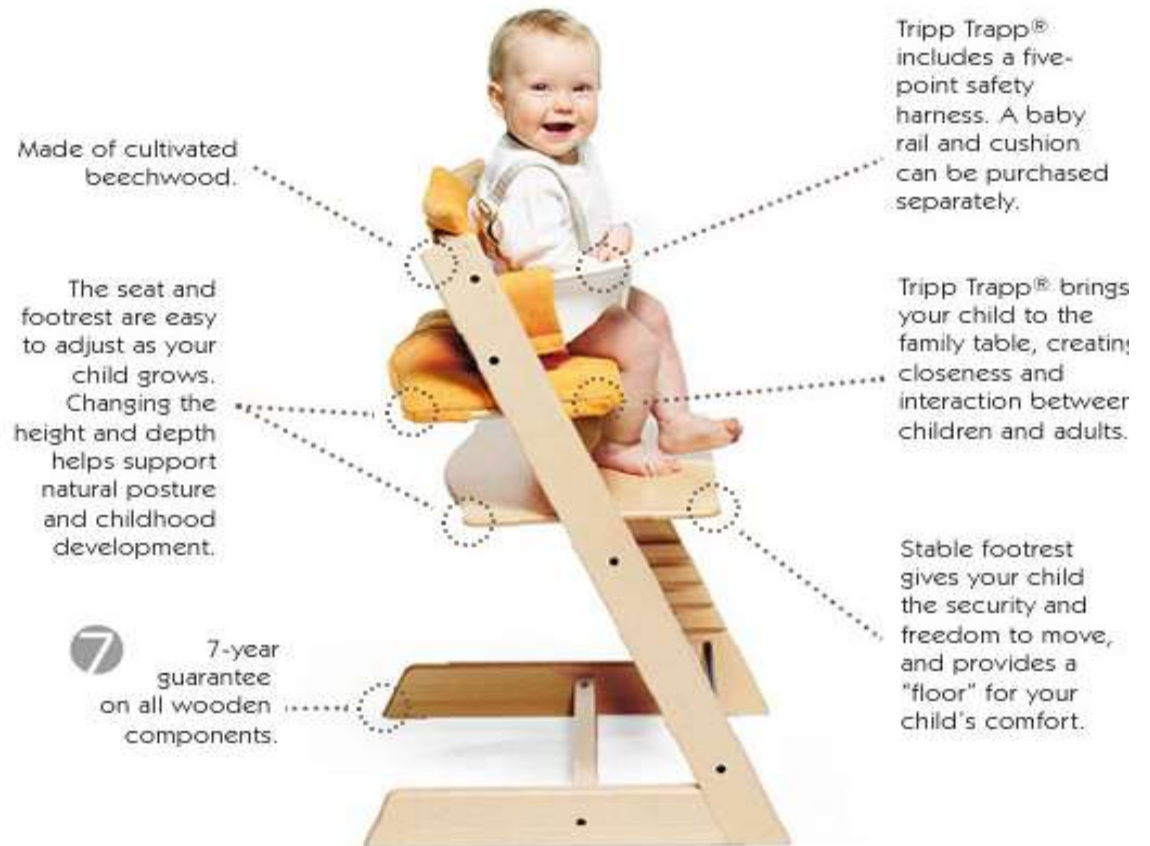 Made of cultivated
beechwood.
The seat and
footrest are easy
to adjust as your
child grows.
Changing the
height and depth
helps support
natural posture
and childhood
development.
7
7-year
guarantee
on all wooden
components.
Tripp Trapp®
includes a five-
point safety
harness. A baby
rail and cushion
can be purchased
separately.
Tripp Trapp® brings
your child to the
family table, creatin
closeness and
interaction between
children and adults.
Stable footrest
gives your child
the security and
freedom to move,
and provides a
"floor" for your
child's comfort.